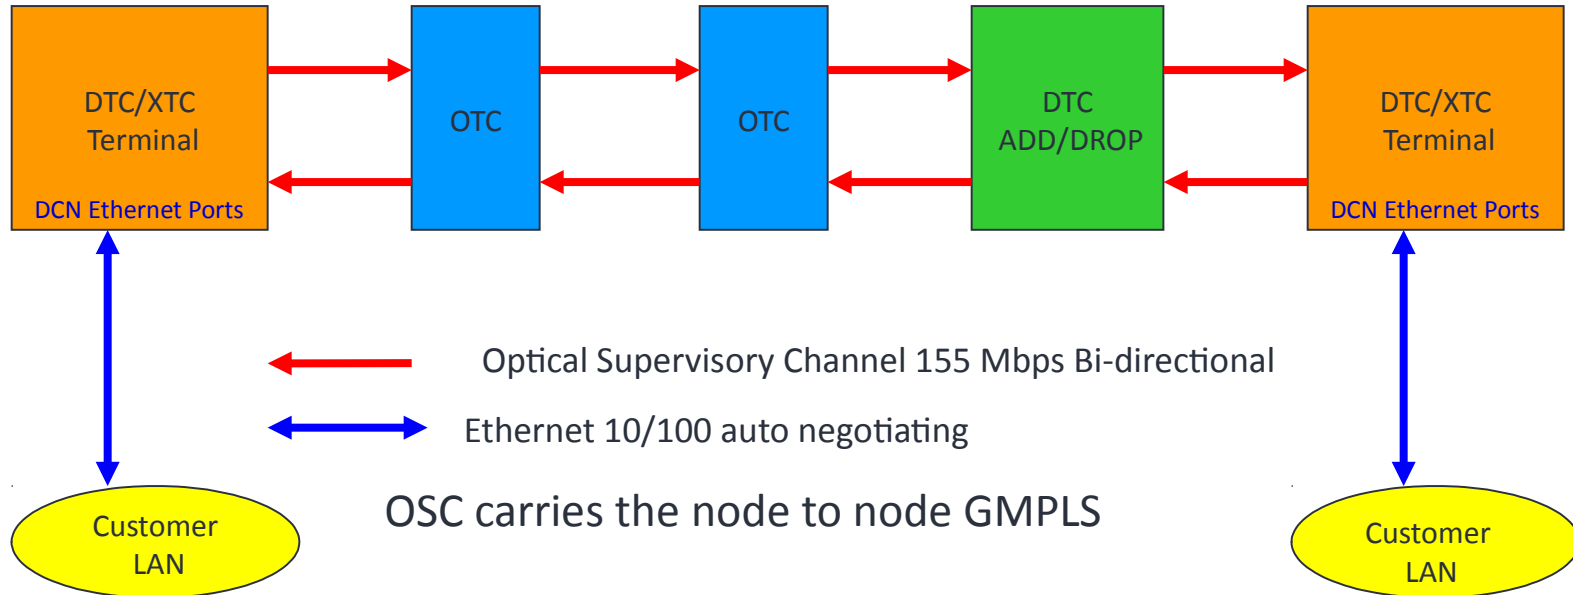 DTC/XTC
Terminal
DCN Ethernet Ports
OTC
OTC
DTC
ADD/DROP
DTC/XTC
Terminal
DCN Ethernet Ports
Optical Supervisory Channel 155 Mbps Bi-directional
Ethernet 10/100 auto negotiating
OSC carries the node to node GMPLS
Customer
LAN
Customer
LAN